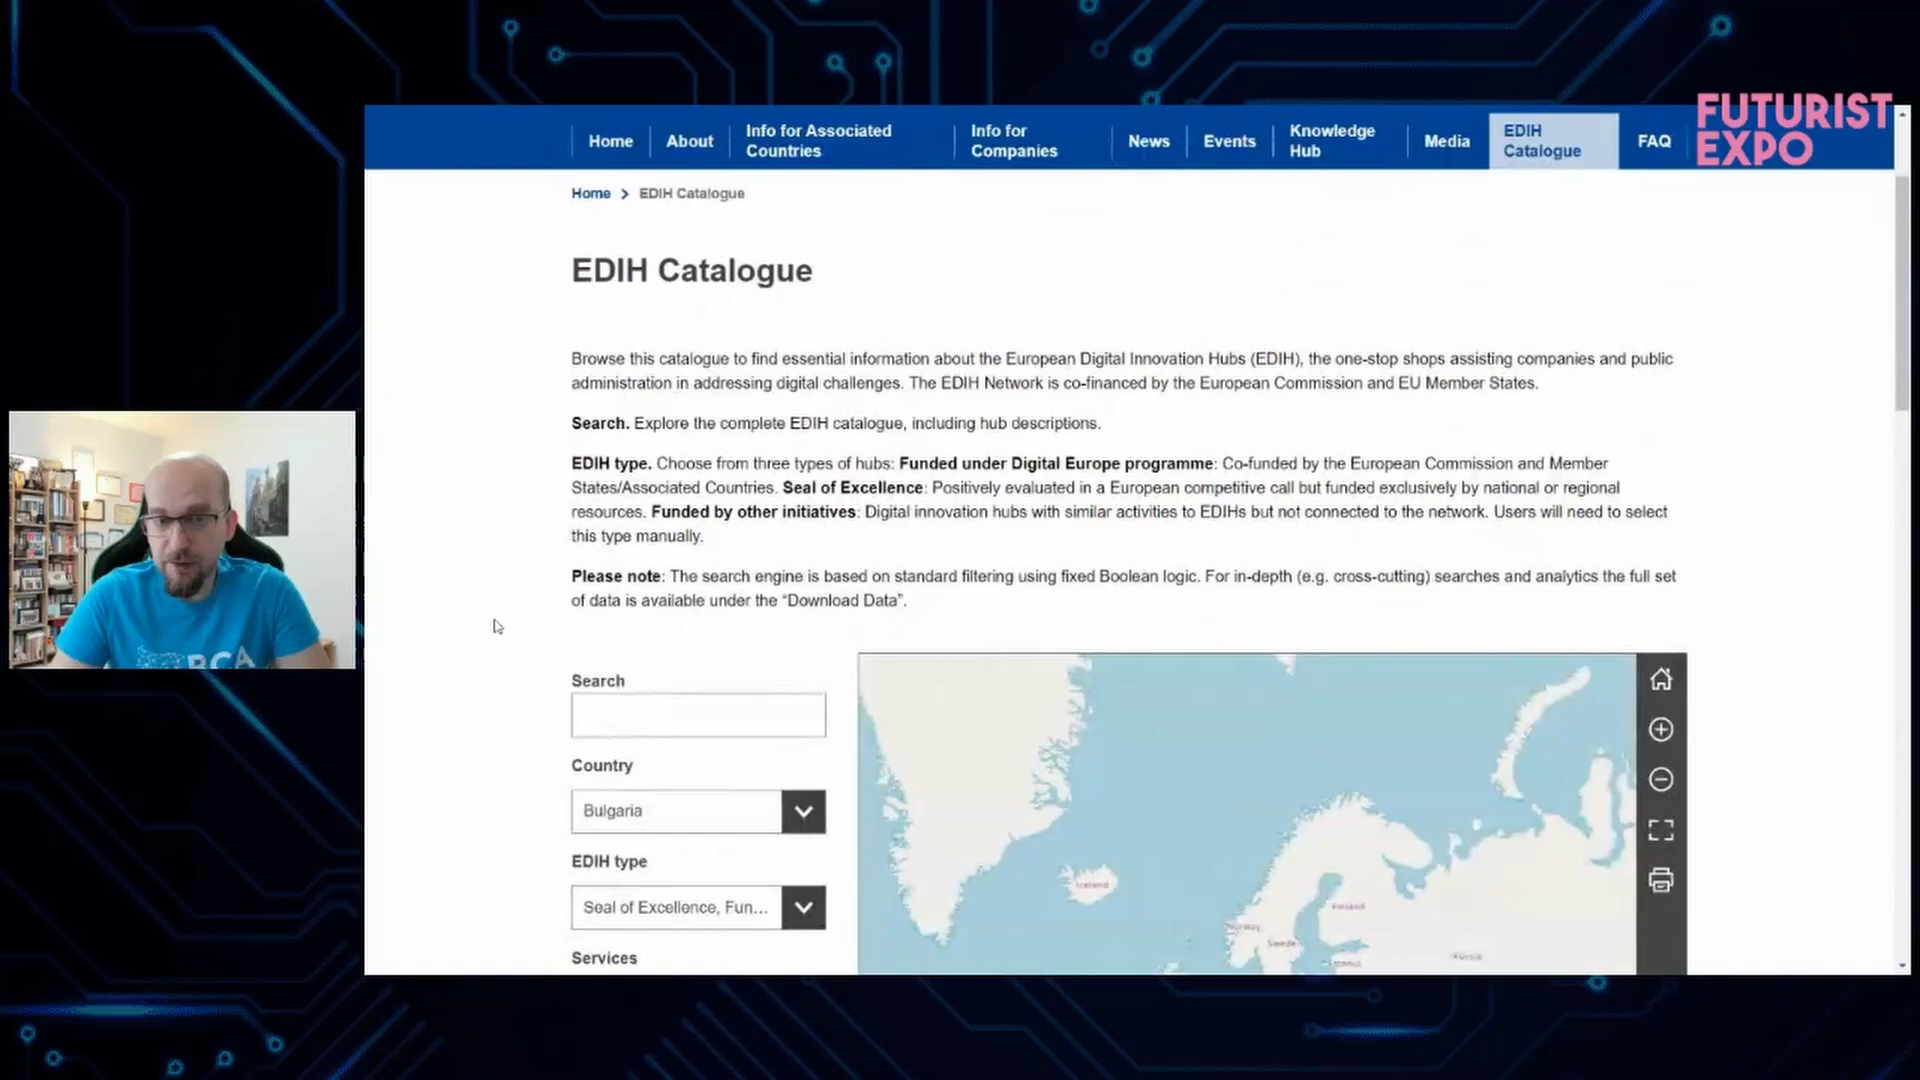 FUTURIST
EXPO
Home
About
Info for Associated
Countries
Info for
Companies
News
Events
Knowledge
Hub
Media
EDIH
Catalogue
FAQ
Home > EDIH Catalogue
EDIH Catalogue
Browse this catalogue to find essential information about the European Digital Innovation Hubs (EDIH), the one-stop shops assisting companies and public
administration in addressing digital challenges. The EDIH Network is co-financed by the European Commission and EU Member States.
Search. Explore the complete EDIH catalogue, including hub descriptions.
EDIH type. Choose from three types of hubs: Funded under Digital Europe programme: Co-funded by the European Commission and Member
States/Associated Countries. Seal of Excellence: Positively evaluated in a European competitive call but funded exclusively by national or regional
resources. Funded by other initiatives: Digital innovation hubs with similar activities to EDIHs but not connected to the network. Users will need to select
this type manually.
Please note: The search engine is based on standard filtering using fixed Boolean logic. For in-depth (e.g. cross-cutting) searches and analytics the full set
of data is available under the “Download Data”.
Search
Country
Bulgaria
EDIH type
Seal of Excellence, Fun...
Services
Iceland
Finland
Norway
Sweden
Russia
BCA